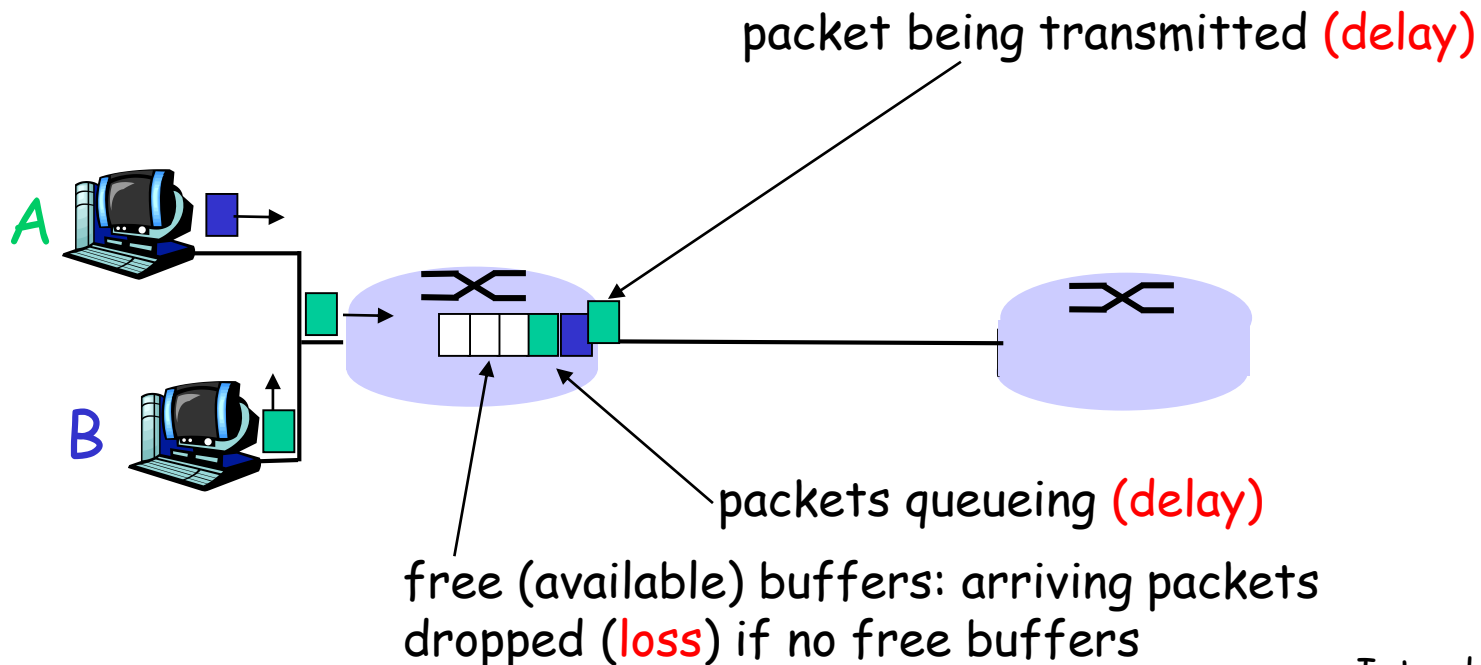 packet being transmitted (delay)
A
B
packets queueing (delay)
free (available) buffers: arriving packets
dropped (loss) if no free buffers